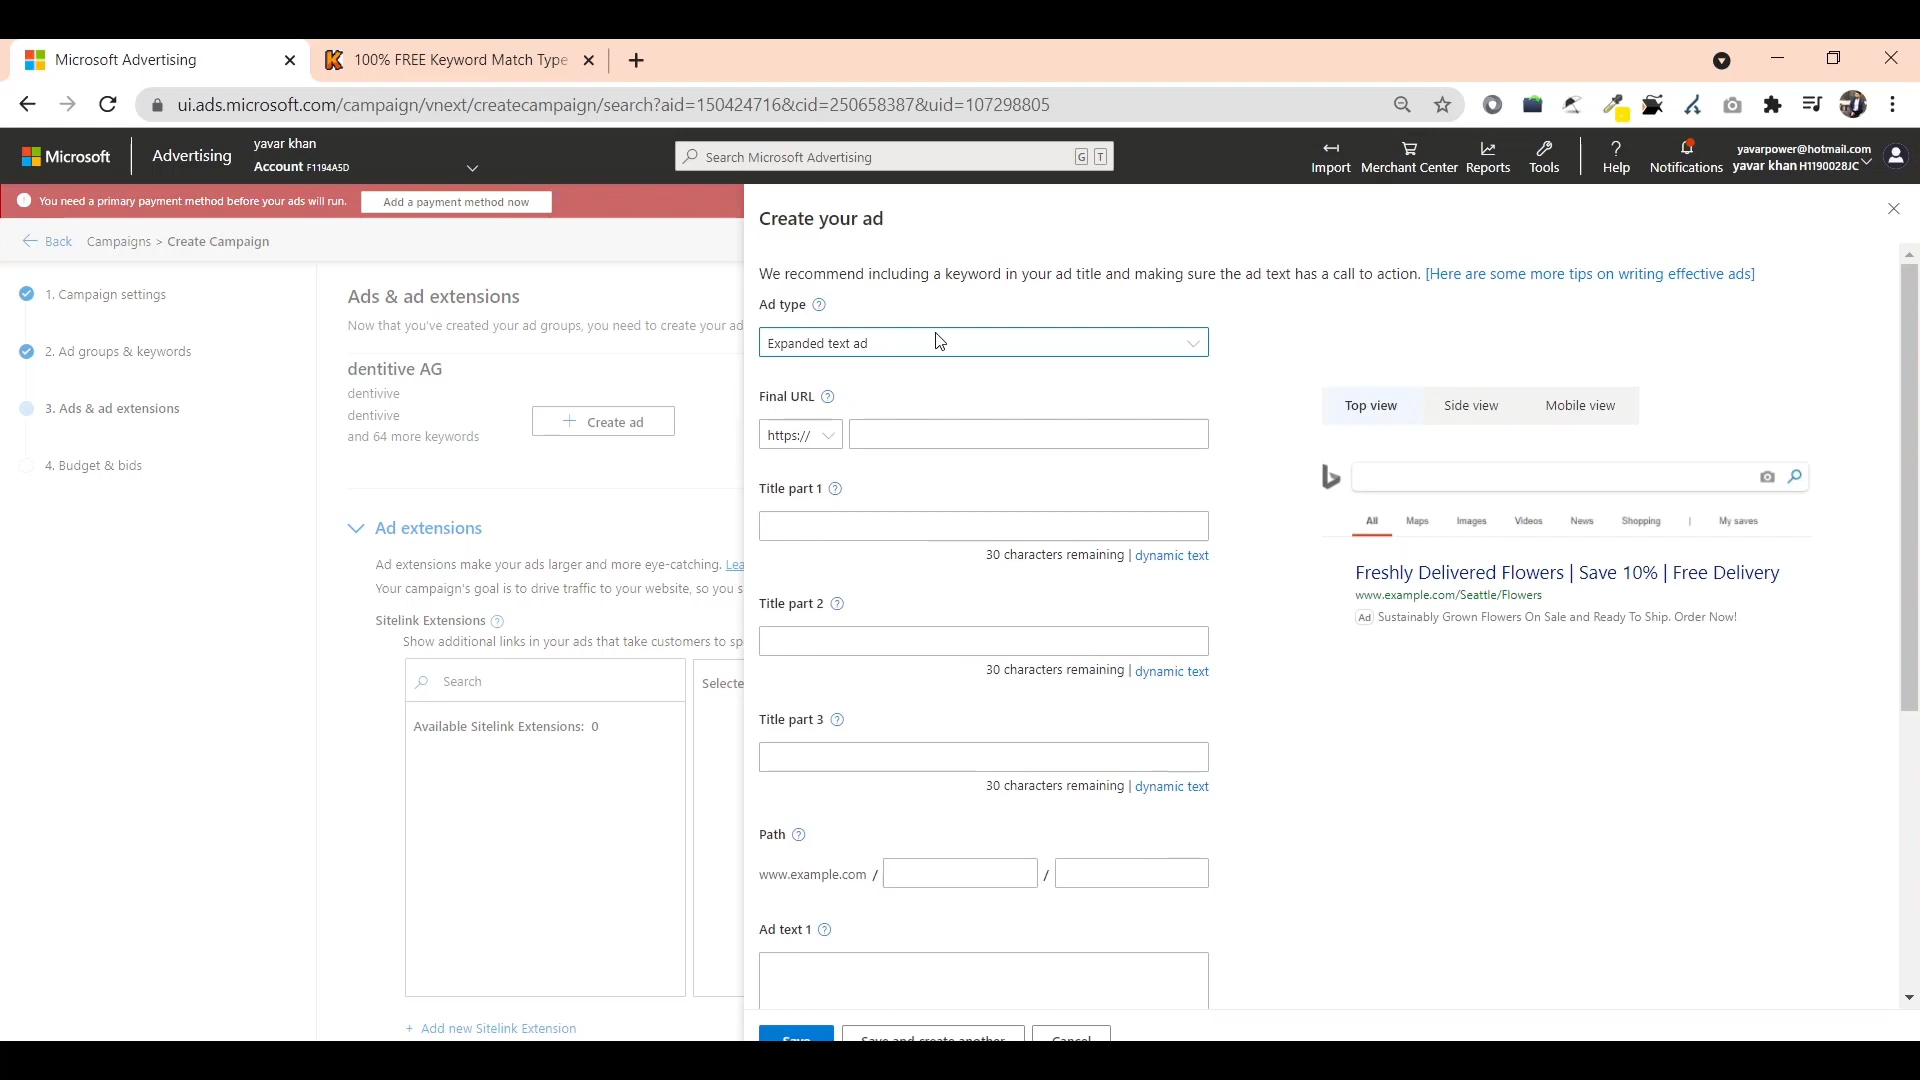 Microsoft Advertising
100% FREE Keyword Match Type
ui.ads.microsoft.com/campaign/vnext/createcampaign/search?aid=150424716&cid=250658387&uid=107298805
Microsoft
Advertising
yavar khan
Account F1194A5D
Search Microsoft Advertising
G
T
Import
Merchant Center
Reports
Tools
Help
Notifications
yavarpower@hotmail.com
yavar khan H1190028JC
You need a primary payment method before your ads will run.
Add a payment method now
Back
Campaigns > Create Campaign
1. Campaign settings
2. Ad groups & keywords
3. Ads & ad extensions
4. Budget & bids
Ads & ad extensions
Now that you've created your ad groups, you need to create your ad
dentitive AG
dentivive
dentivive
and 64 more keywords
+ Create ad
Ad extensions
Ad extensions make your ads larger and more eye-catching. Lea
Your campaign's goal is to drive traffic to your website, so you s
Sitelink Extensions
Show additional links in your ads that take customers to sp
Search
Selecte
Available Sitelink Extensions: 0
+ Add new Sitelink Extension
Create your ad
We recommend including a keyword in your ad title and making sure the ad text has a call to action. [Here are some more tips on writing effective ads]
Ad type
Expanded text ad
Final URL
https://
Title part 1
30 characters remaining | dynamic text
Title part 2
30 characters remaining | dynamic text
Title part 3
30 characters remaining | dynamic text
Path
www.example.com / /
Ad text 1
Save
Save and create another
Cancel
Top view
Side view
Mobile view
All
Maps
Images
Videos
News
Shopping
|
My saves
Freshly Delivered Flowers | Save 10% | Free Delivery
www.example.com/Seattle/Flowers
Ad Sustainably Grown Flowers On Sale and Ready To Ship. Order Now!